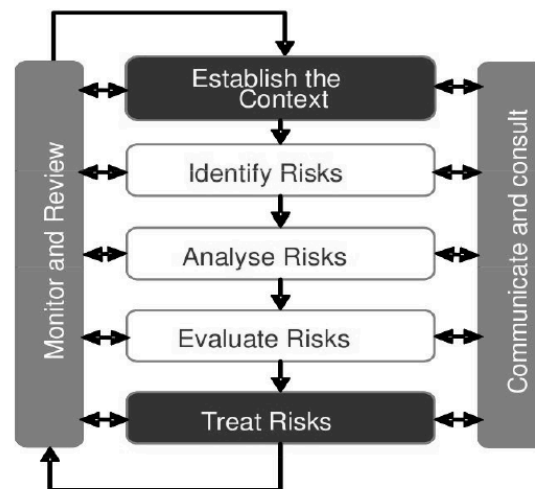 Establish the
Context
Identify Risks
Analyse Risks
Evaluate Risks
Treat Risks
Monitor and Review
Communicate and consult